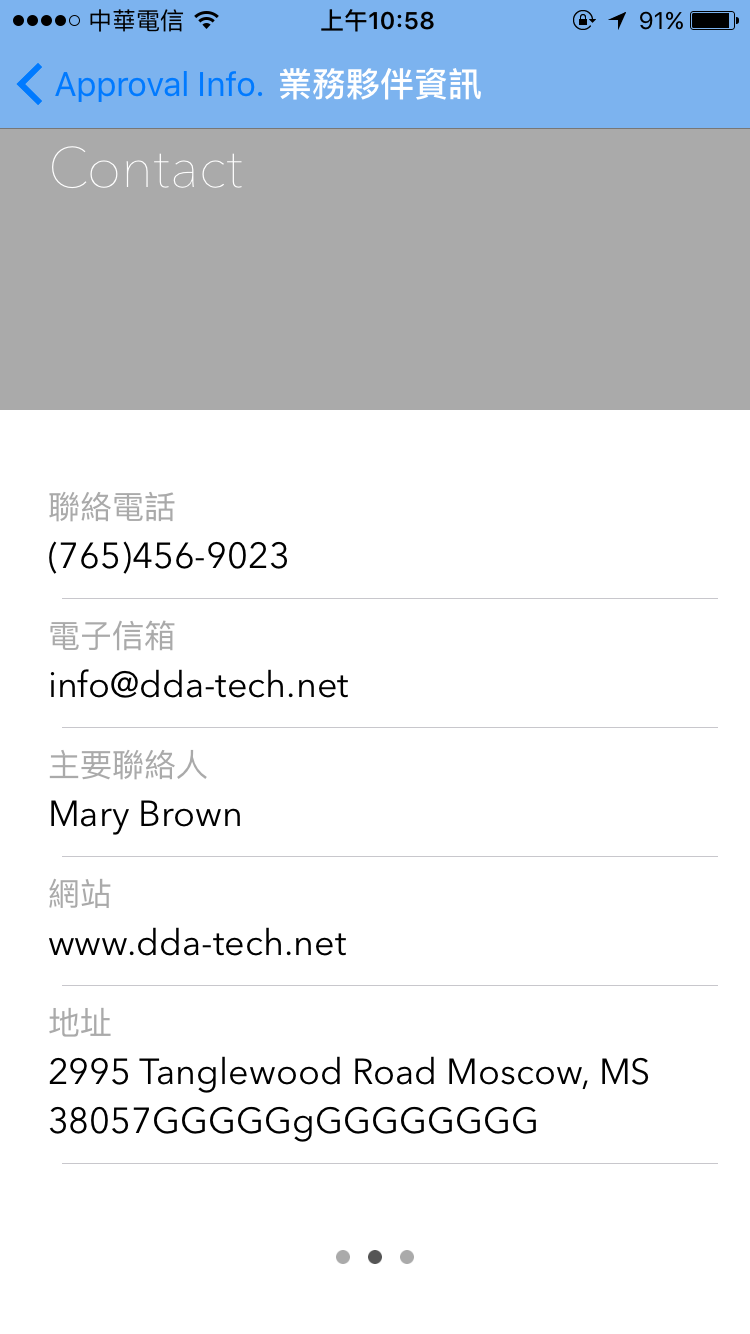 中華電信 上午10:58 91%
Approval Info. 業務夥伴資訊
Contact
聯絡電話
(765)456-9023
電子信箱
info@dda-tech.net
主要聯絡人
Mary Brown
網站
www.dda-tech.net
地址
2995 Tanglewood Road Moscow, MS
38057GGGGGgGGGGGGGG